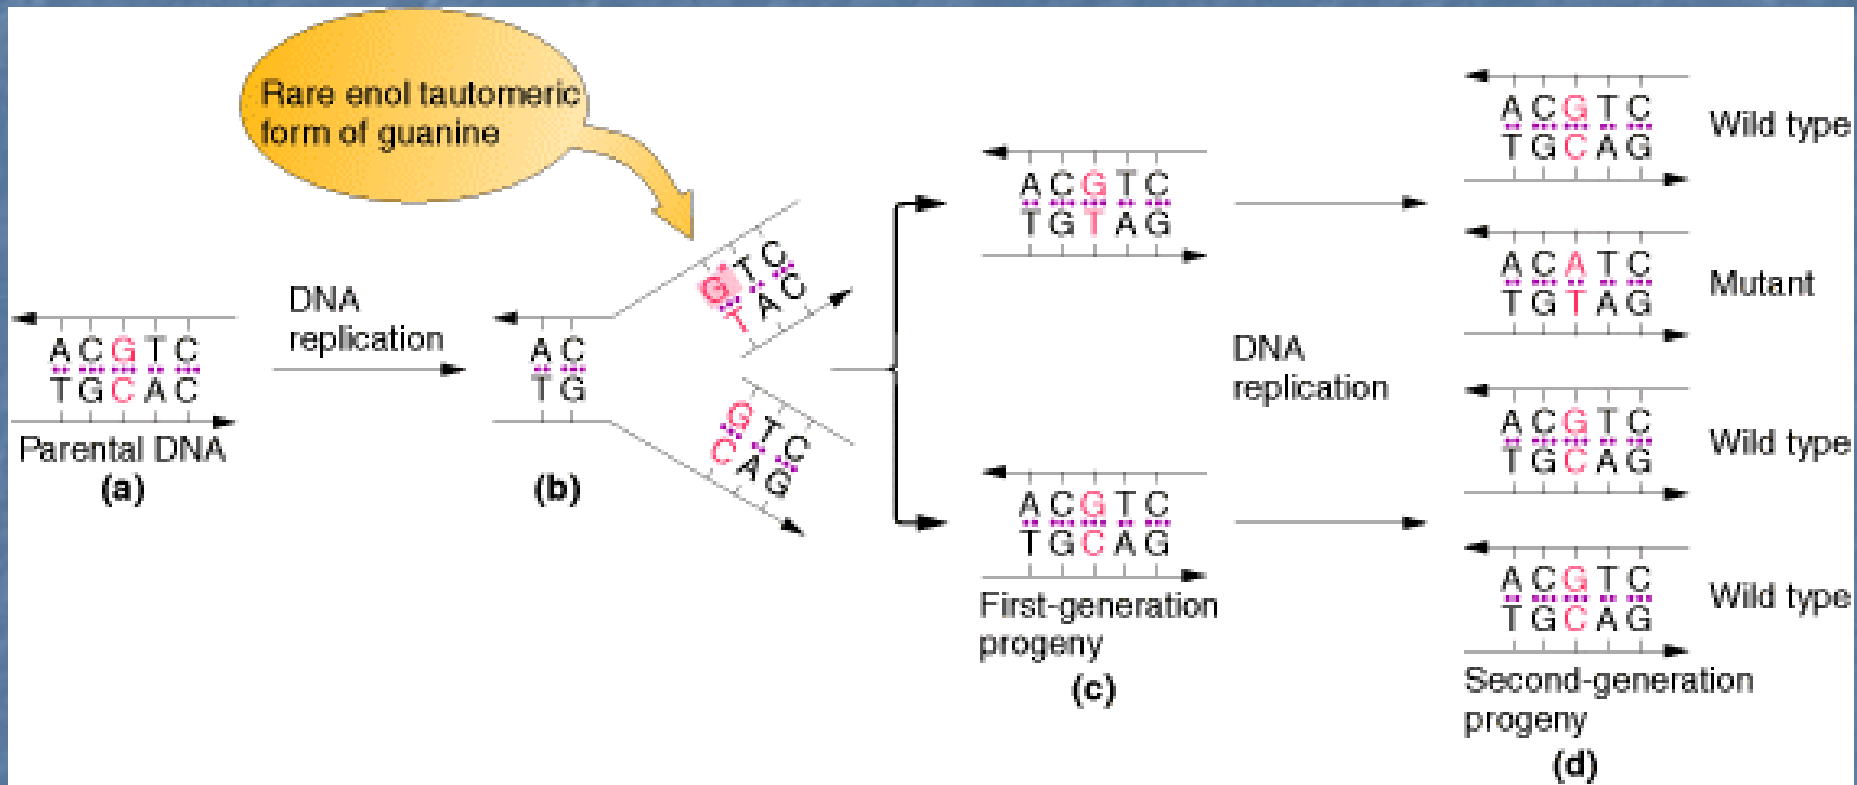 Rare enol tautomeric
form of guanine
DNA
replication
A C G T C
T G C A C
Parental DNA
(a)
A C
T G
G* T C
T A C
G T C
C A G
(b)
A C G T C
T G T A G
A C G T C
T G C A G
First-generation
progeny
(c)
DNA
replication
A C G T C
T G C A G
Wild type
A C A T C
T G T A G
Mutant
A C G T C
T G C A G
Wild type
A C G T C
T G C A G
Wild type
Second-generation
progeny
(d)